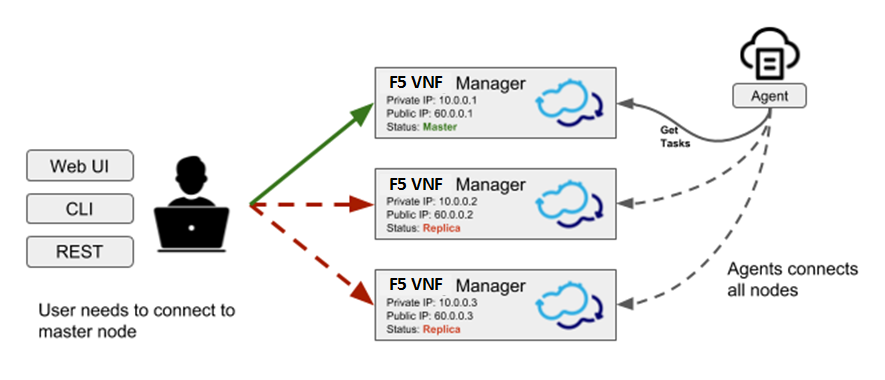 Web UI
CLI
REST
User needs to connect to
master node
F5 VNF Manager
Private IP: 10.0.0.1
Public IP: 60.0.0.1
Status: Master
F5 VNF Manager
Private IP: 10.0.0.2
Public IP: 60.0.0.2
Status: Replica
F5 VNF Manager
Private IP: 10.0.0.3
Public IP: 60.0.0.3
Status: Replica
Agent
Get
Tasks
Agents connects
all nodes